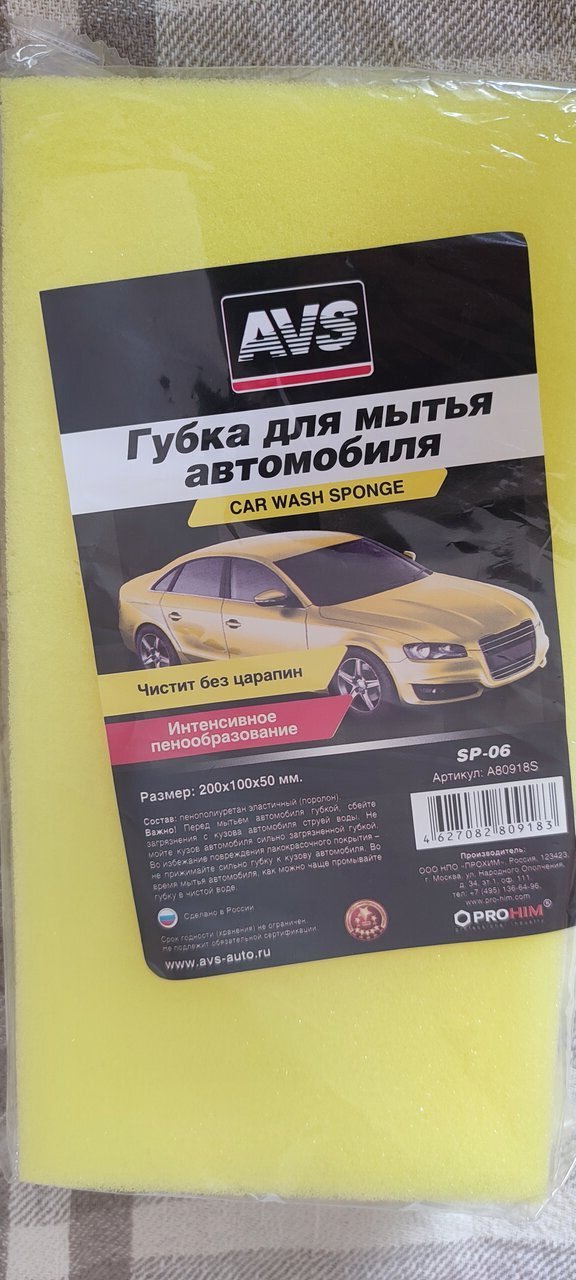 AVS
Губка для мытья
автомобиля
CAR WASH SPONGE
Чистит без царапин
Интенсивное
пенообразование
SP-06
Артикул: A80918S
Размер: 200х100х50 мм.
Состав: пенополиуретан эластичный (поролон)
Важно! Перед мытьем автомобиля губкой, сбейте
загрязнения с кузова автомобиля струей воды. Не
мойте кузов автомобиля сильно загрязненной губкой.
Во избежание повреждения лакокрасочного покрытия –
не прижимайте сильно губку к кузову автомобиля. Во
время мытья автомобиля, как можно чаще промывайте
губку в чистой воде.
4 627082 809183
Производитель:
ООО НПО "ПРОХИМ", Россия, 123423,
г. Москва, ул. Народного Ополчения,
д. 34, эт 1, оф. 111.
тел: +7 (495) 136-64-96,
www.pro-him.com
PROHIM®
Сделано в России
Срок годности (хранения) не ограничен.
Не подлежит обязательной сертификации.
www.avs-auto.ru